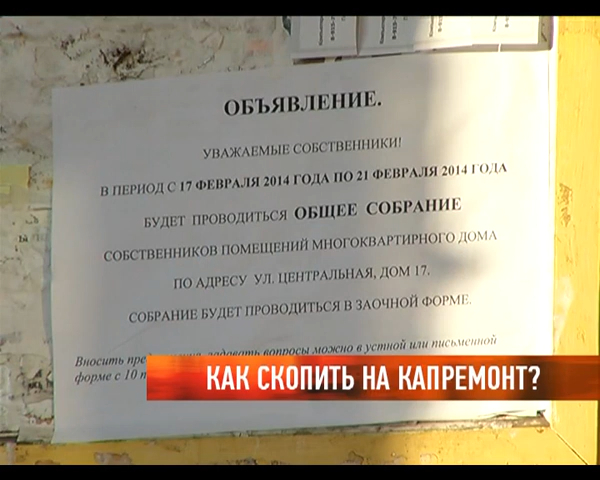 ОБЪЯВЛЕНИЕ.
УВАЖАЕМЫЕ СОБСТВЕННИКИ!
В ПЕРИОД С 17 ФЕВРАЛЯ 2014 ГОДА ПО 21 ФЕВРАЛЯ 2014 ГОДА
БУДЕТ ПРОВОДИТЬСЯ ОБЩЕЕ СОБРАНИЕ
СОБСТВЕННИКОВ ПОМЕЩЕНИЙ МНОГОКВАРТИРНОГО ДОМА
ПО АДРЕСУ УЛ. ЦЕНТРАЛЬНАЯ, ДОМ 17.
СОБРАНИЕ БУДЕТ ПРОВОДИТЬСЯ В ЗАОЧНОЙ ФОРМЕ.
Вносить задавать вопросы можно в устной или письменной
форме с 10
КАК СКОПИТЬ НА КАПРЕМОНТ?